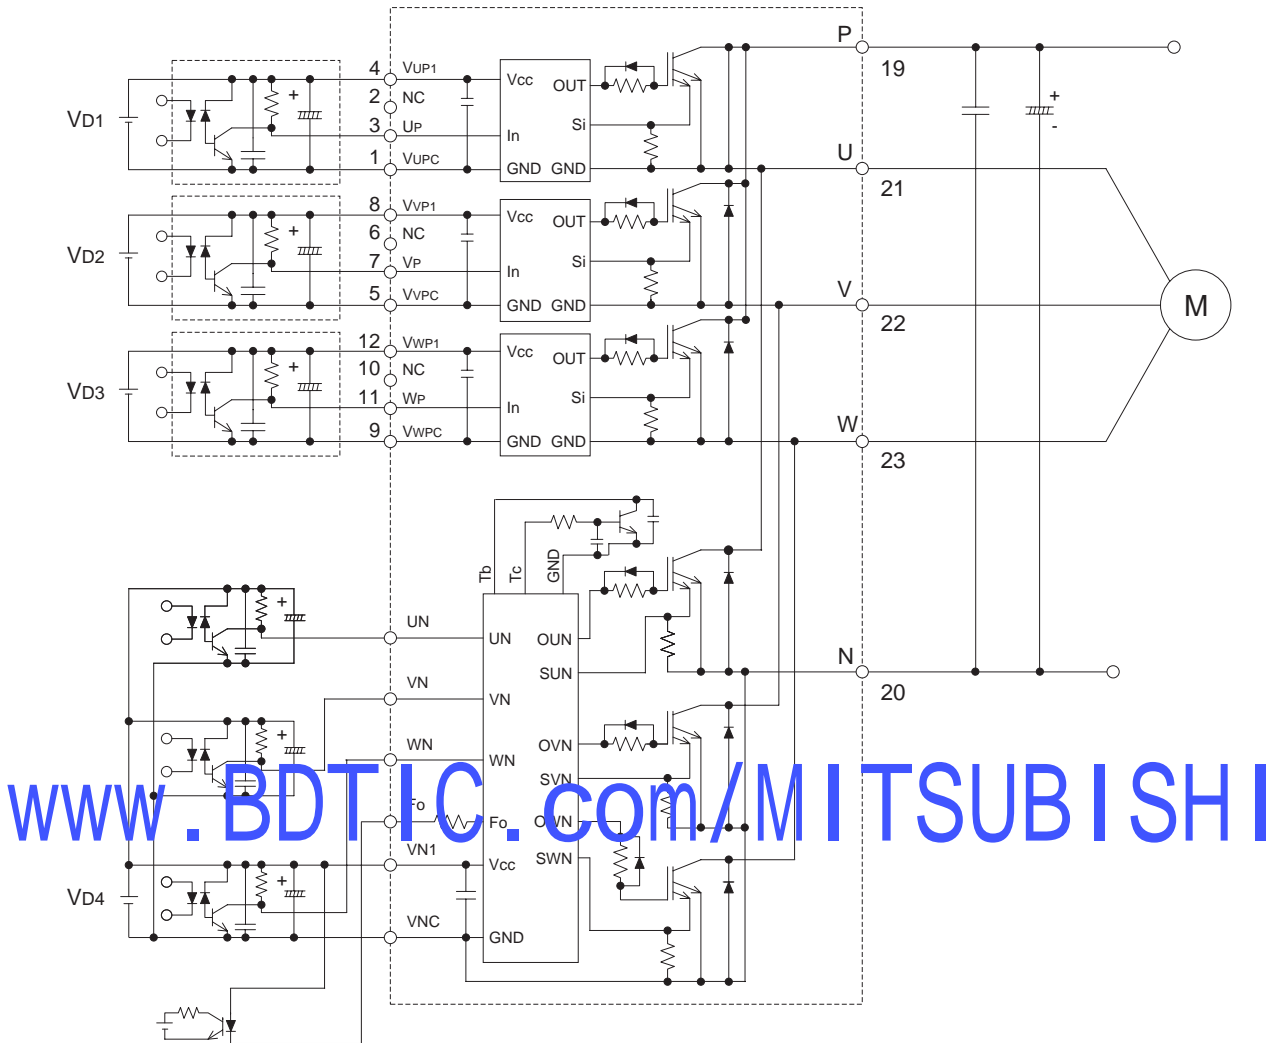 P
19
4 VUP1
2 NC
3 UP
1 VUPC
VD1
+
Vcc
OUT
Si
In
GND GND
+
-
U
21
8 VVP1
6 NC
7 VP
5 VVPC
VD2
+
Vcc
OUT
Si
In
GND GND
V
22
M
12 VWP1
10 NC
11 WP
9 VWPC
VD3
+
Vcc
OUT
Si
In
GND GND
W
23
Tb
Tc
GND
+
UN
UN
OUN
SUN
N
20
VN
VN
+
WN
WN
OVN
SVN
www.BDTIC.com/MITSUBISHI
Fo
Fo
OWN
VN1
Vcc
SWN
VD4
+
VNC
GND